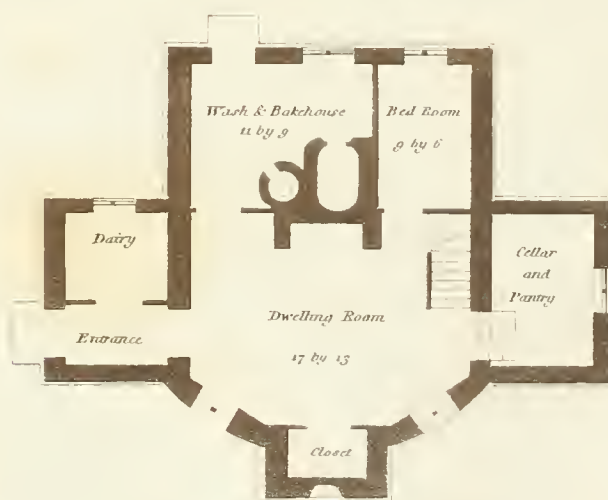 Wash & Bakehouse
11 by 9
Bed Room
9 by 6
Dairy
Cellar
and
Pantry
Entrance
Dwelling Room
17 by 13
Closet